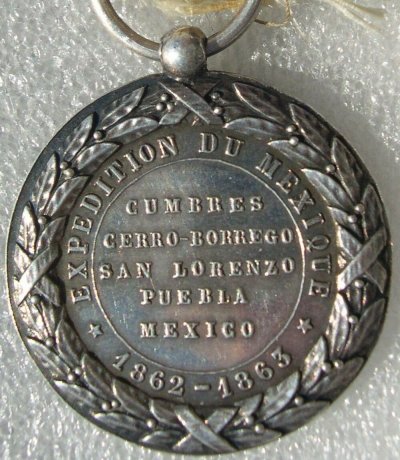 EXPEDITION DU MEXIQUE
CUMBRES
CERRO-BORREGO
SAN LORENZO
PUEBLA
MEXICO
1862-1863